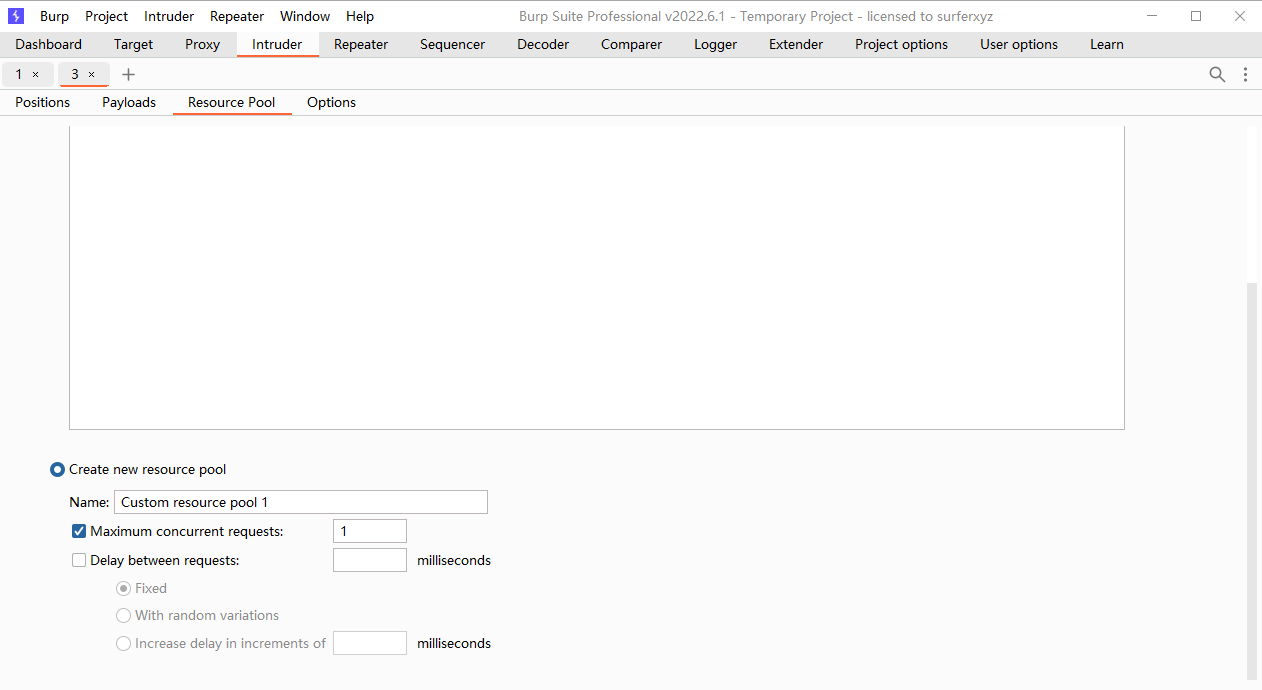 Burp Project Intruder Repeater Window Help Burp Suite Professional v2022.6.1 - Temporary Project - licensed to surferxyz
Dashboard Target Proxy Intruder Repeater Sequencer Decoder Comparer Logger Extender Project options User options Learn
1 × 3 ×
Positions Payloads Resource Pool Options
Create new resource pool
Name: Custom resource pool 1
Maximum concurrent requests: 1
Delay between requests: milliseconds
Fixed
With random variations
Increase delay in increments of milliseconds